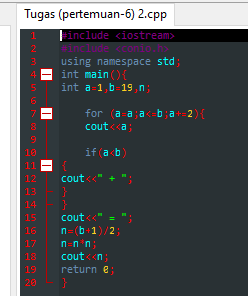 Tugas (pertemuan-6) 2.cpp
1 #include <iostream>
2 #include <conio.h>
3 using namespace std;
4 int main(){
5 int a=1,b=19,n;
6
7 for (a=a;a<=b;a+=2){
8 cout<<a;
9
10 if(a<b)
11 {
12 cout<<" + ";
13 }
14 }
15 cout<<" = ";
16 n=(b+1)/2;
17 n=n*n;
18 cout<<n;
19 return 0;
20 }